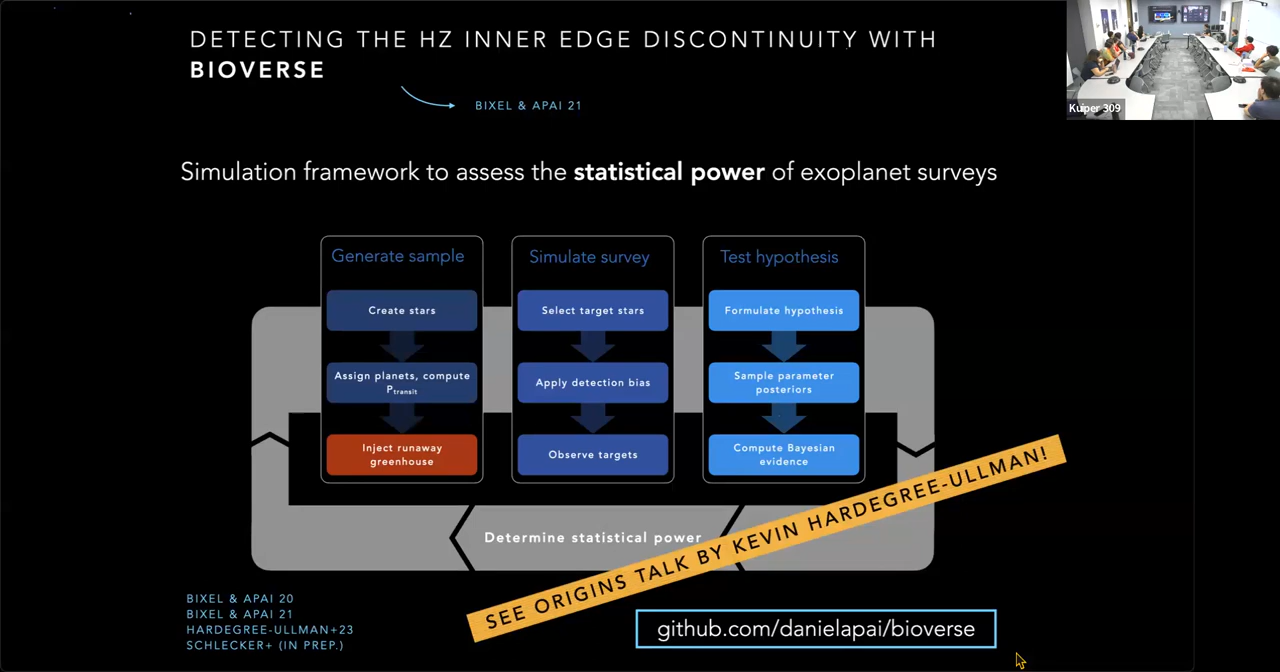 DETECTING THE HZ INNER EDGE DISCONTINUITY WITH
BIOVERSE
BIXEL & APAI 21
Kuiper 309
Simulation framework to assess the statistical power of exoplanet surveys
Generate sample
Create stars
Assign planets, compute
Ptransit
Inject runaway
greenhouse
Simulate survey
Select target stars
Apply detection bias
Observe targets
Test hypothesis
Formulate hypothesis
Sample parameter
posteriors
Compute Bayesian
evidence
Determine statistical power
SEE ORIGINS TALK BY KEVIN HARDEGREE-ULLMAN!
BIXEL & APAI 20
BIXEL & APAI 21
HARDEGREE-ULLMAN+23
SCHLECKER+ (IN PREP.)
github.com/danielapai/bioverse